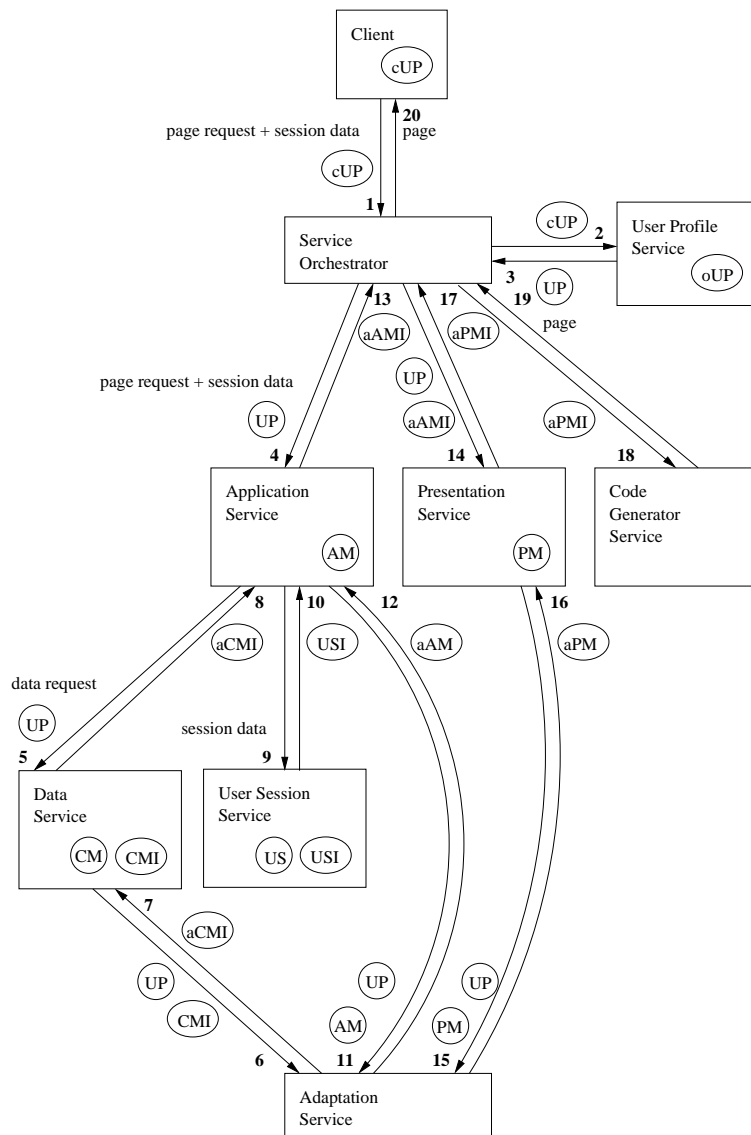 Client
cUP
20
page request + session data
page
cUP
1
cUP
2
User Profile
Service
oUP
Service
Orchestrator
3
UP
13
17
19
aAMI
aPMI
page
page request + session data
UP
UP
aAMI
aPMI
4
14
18
Application
Service
AM
Presentation
Service
PM
Code
Generator
Service
8
10
12
16
aCMI
USI
aAM
aPM
data request
UP
session data
5
9
Data
Service
CM
CMI
User Session
Service
US
USI
7
aCMI
UP
CMI
UP
AM
UP
PM
6
11
15
Adaptation
Service